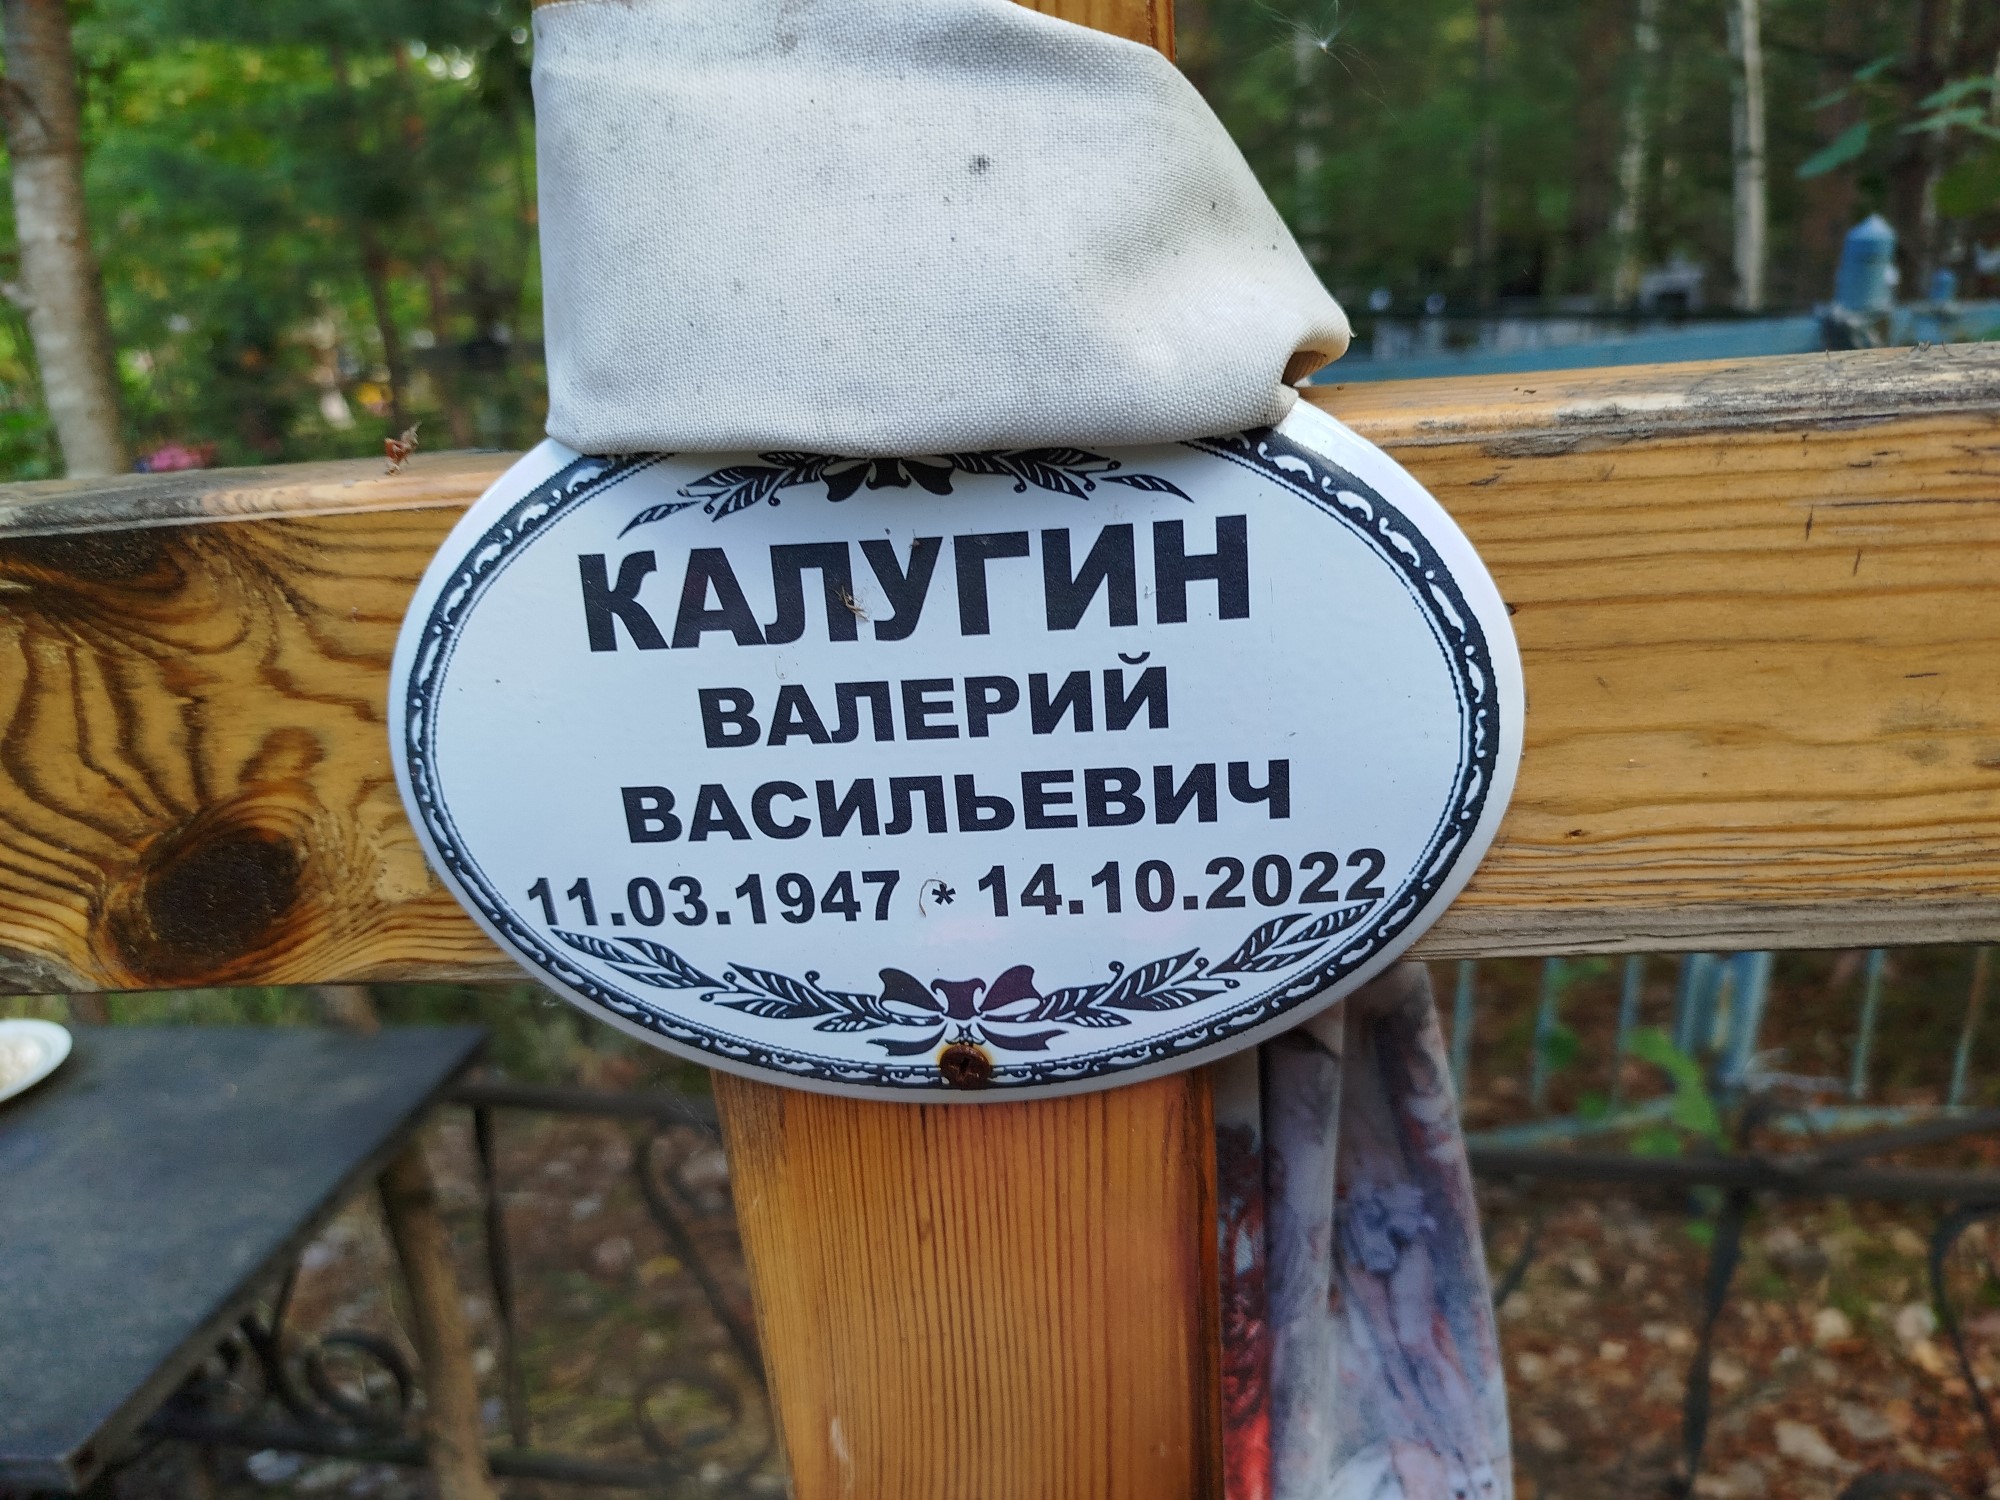 КАЛУГИН
ВАЛЕРИЙ
ВАСИЛЬЕВИЧ
11.03.1947 * 14.10.2022